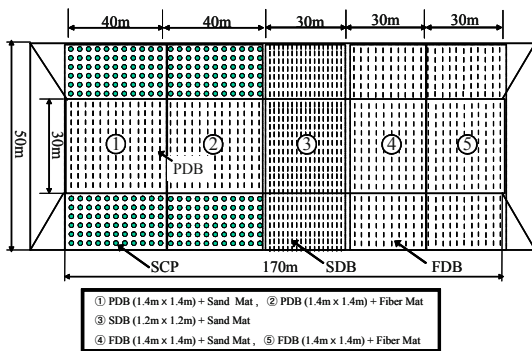 40m 40m 30m 30m 30m
50m
30m
① ② ③ ④ ⑤
PDB
SCP 170m SDB FDB
① PDB (1.4m x 1.4m) + Sand Mat , ② PDB (1.4m x 1.4m) + Fiber Mat
③ SDB (1.2m x 1.2m) + Sand Mat
④ FDB (1.4m x 1.4m) + Sand Mat, ⑤ FDB (1.4m x 1.4m) + Fiber Mat